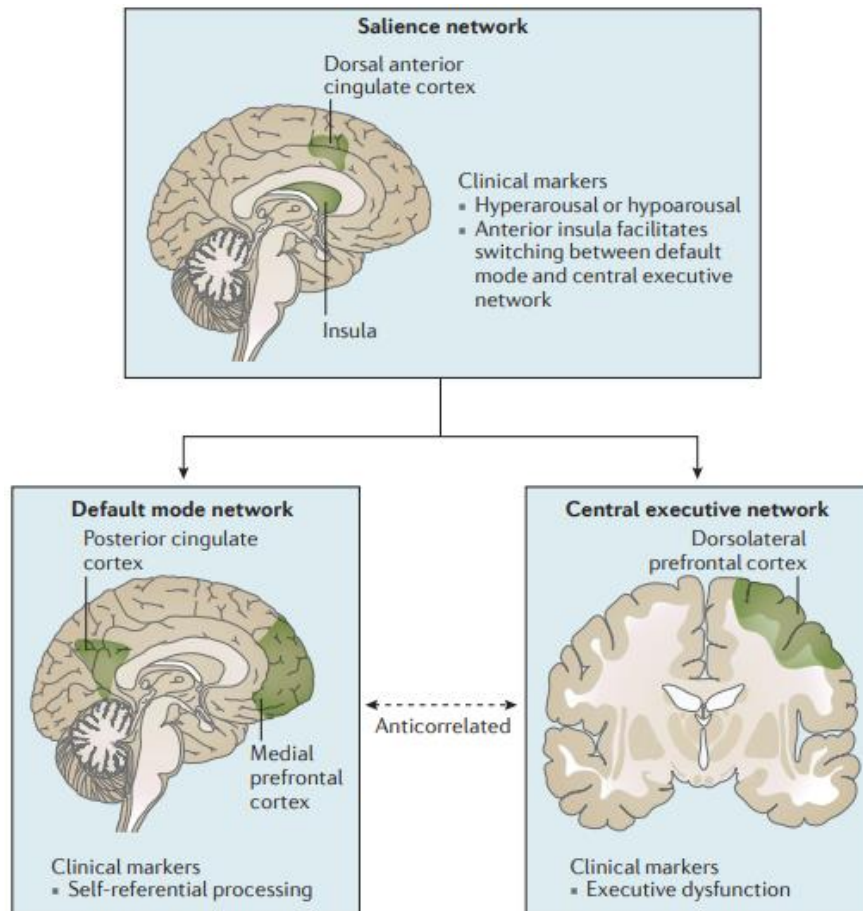 Salience network
Dorsal anterior
cingulate cortex
Clinical markers
▪ Hyperarousal or hypoarousal
▪ Anterior insula facilitates
switching between default
mode and central executive
network
Insula
Default mode network
Posterior cingulate
cortex
Medial
prefrontal
cortex
Clinical markers
▪ Self-referential processing
Anticorrelated
Central executive network
Dorsolateral
prefrontal cortex
Clinical markers
▪ Executive dysfunction